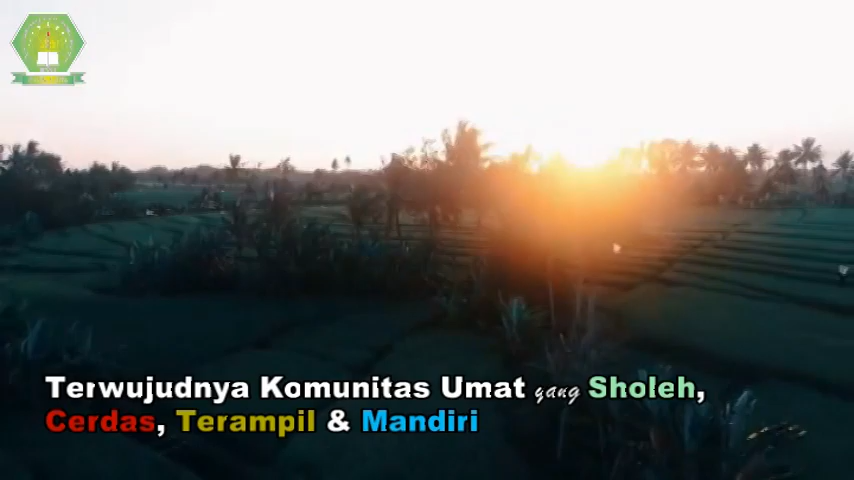 Terwujudnya Komunitas Umat yang Sholeh,
Cerdas, Terampil & Mandiri